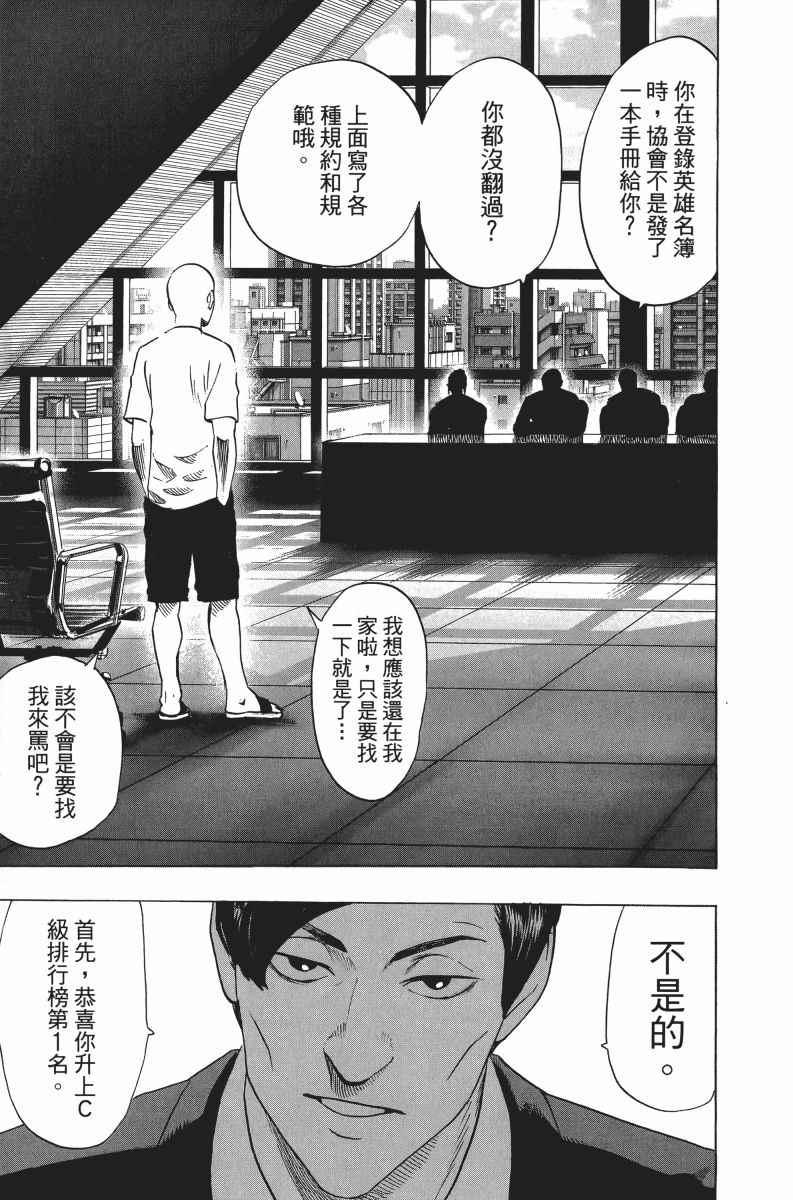 你在登錄英雄名簿
時，協會不是發了
一本手冊給你？
你都沒翻過？
上面寫了各
種規約和規
範哦。
我想應該還在我
家啦，只是要找
一下就是了…
該不會是要找
我來罵吧？
不是的。
首先，恭喜你升上C
級排行榜第1名。